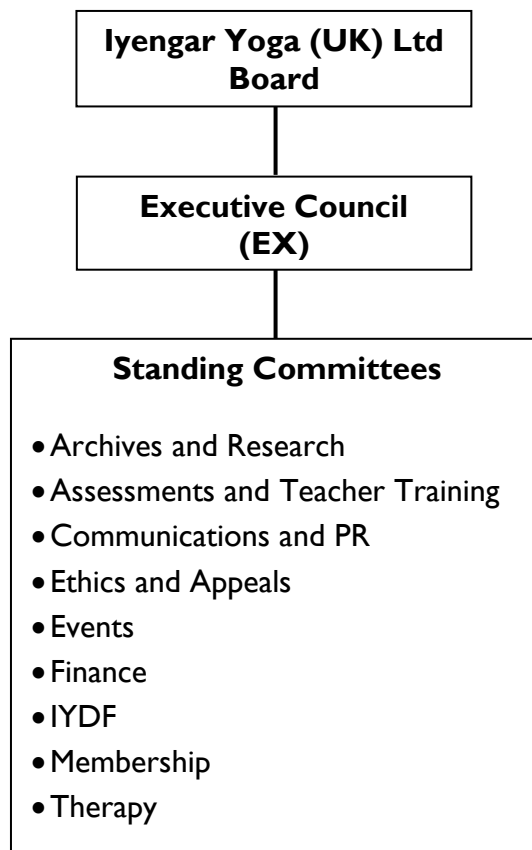 Iyengar Yoga (UK) Ltd
Board
Executive Council
(EX)
Standing Committees
• Archives and Research
• Assessments and Teacher Training
• Communications and PR
• Ethics and Appeals
• Events
• Finance
• IYDF
• Membership
• Therapy